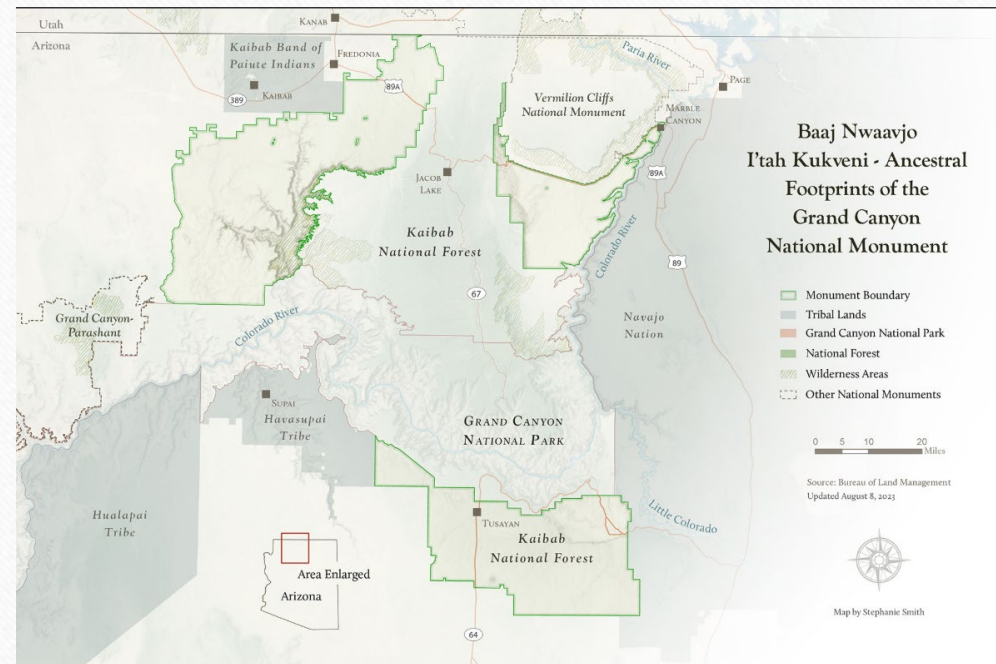 Utah
Arizona
KANAB
Kaibab Band of
Paiute Indians
FREDONIA
KAIBAB
389
89A
Paria River
PAGE
Vermilion Cliffs
National Monument
MARBLE
CANYON
89A
JACOB
LAKE
Kaibab
National Forest
67
Colorado River
89
Navajo
Nation
Grand Canyon-
Parashant
Colorado River
SUPAI
Havasupai
Tribe
GRAND CANYON
NATIONAL PARK
Hualapai
Tribe
TUSAYAN
Kaibab
National Forest
Little Colorado
64
Area Enlarged
Arizona
Baaj Nwaavjo
I'tah Kukveni - Ancestral
Footprints of the
Grand Canyon
National Monument
Monument Boundary
Tribal Lands
Grand Canyon National Park
National Forest
Wilderness Areas
Other National Monuments
0 5 10 20
Miles
Source: Bureau of Land Management
Updated August 8, 2023
Map by Stephanie Smith